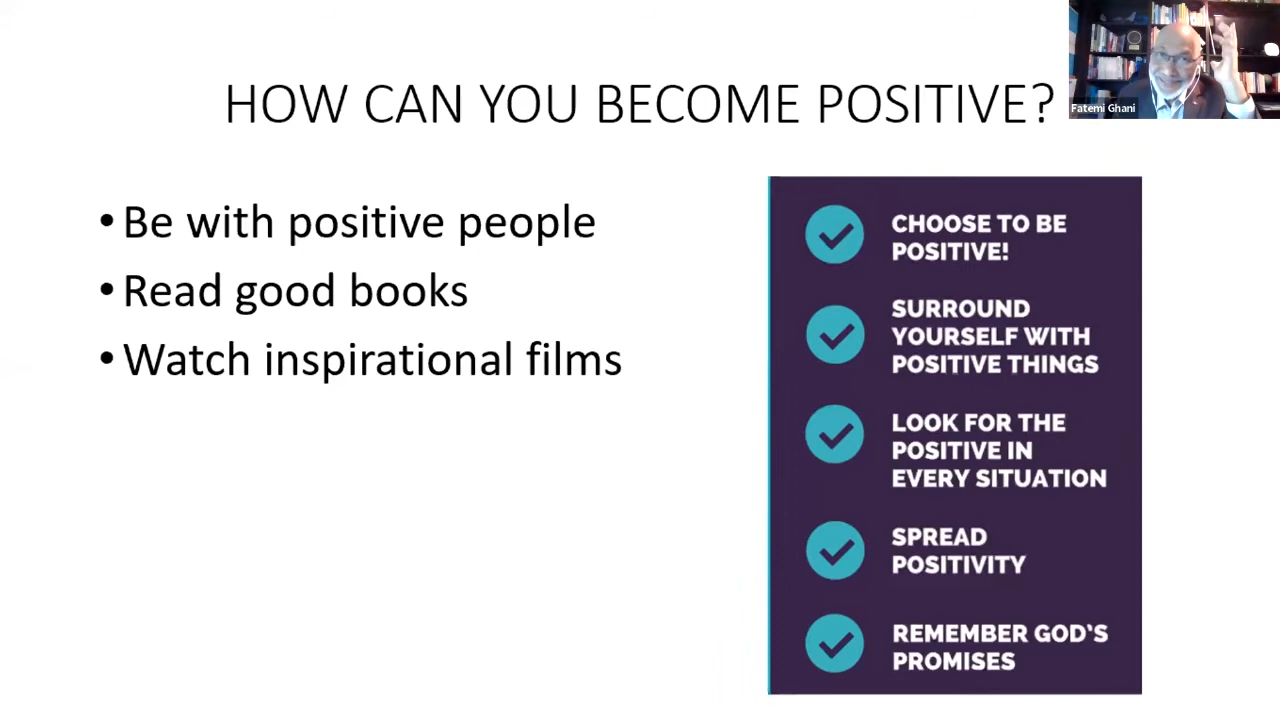 HOW CAN YOU BECOME POSITIVE?
Fatemi Ghani
• Be with positive people
• Read good books
• Watch inspirational films
CHOOSE TO BE
POSITIVE!
SURROUND
YOURSELF WITH
POSITIVE THINGS
LOOK FOR THE
POSITIVE IN
EVERY SITUATION
SPREAD
POSITIVITY
REMEMBER GOD'S
PROMISES